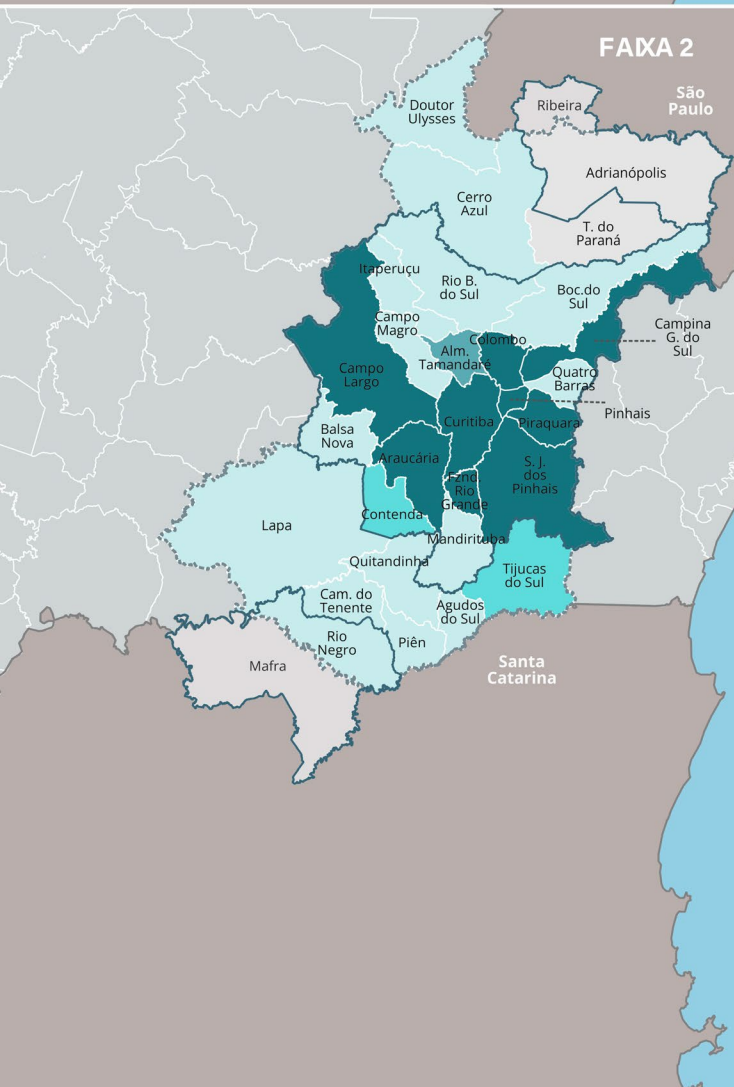 FAIXA 2
São
Paulo
Doutor
Ulysses
Ribeira
Adrianópolis
Cerro
Azul
T. do
Paraná
Itaperuçu
Rio B.
do Sul
Boc.do
Sul
Campo
Magro
Campina
G. do
Sul
Colombo
Alm.
Tamandaré
Campo
Largo
Quatro
Barras
Pinhais
Curitiba
Piraquara
Balsa
Nova
Araucária
S. J.
dos
Pinhais
Fznd.
Rio
Grande
Contenda
Lapa
Mandirituba
Quitandinha
Tijucas
do Sul
Cam. do
Tenente
Agudos
do Sul
Rio
Negro
Piên
Mafra
Santa
Catarina